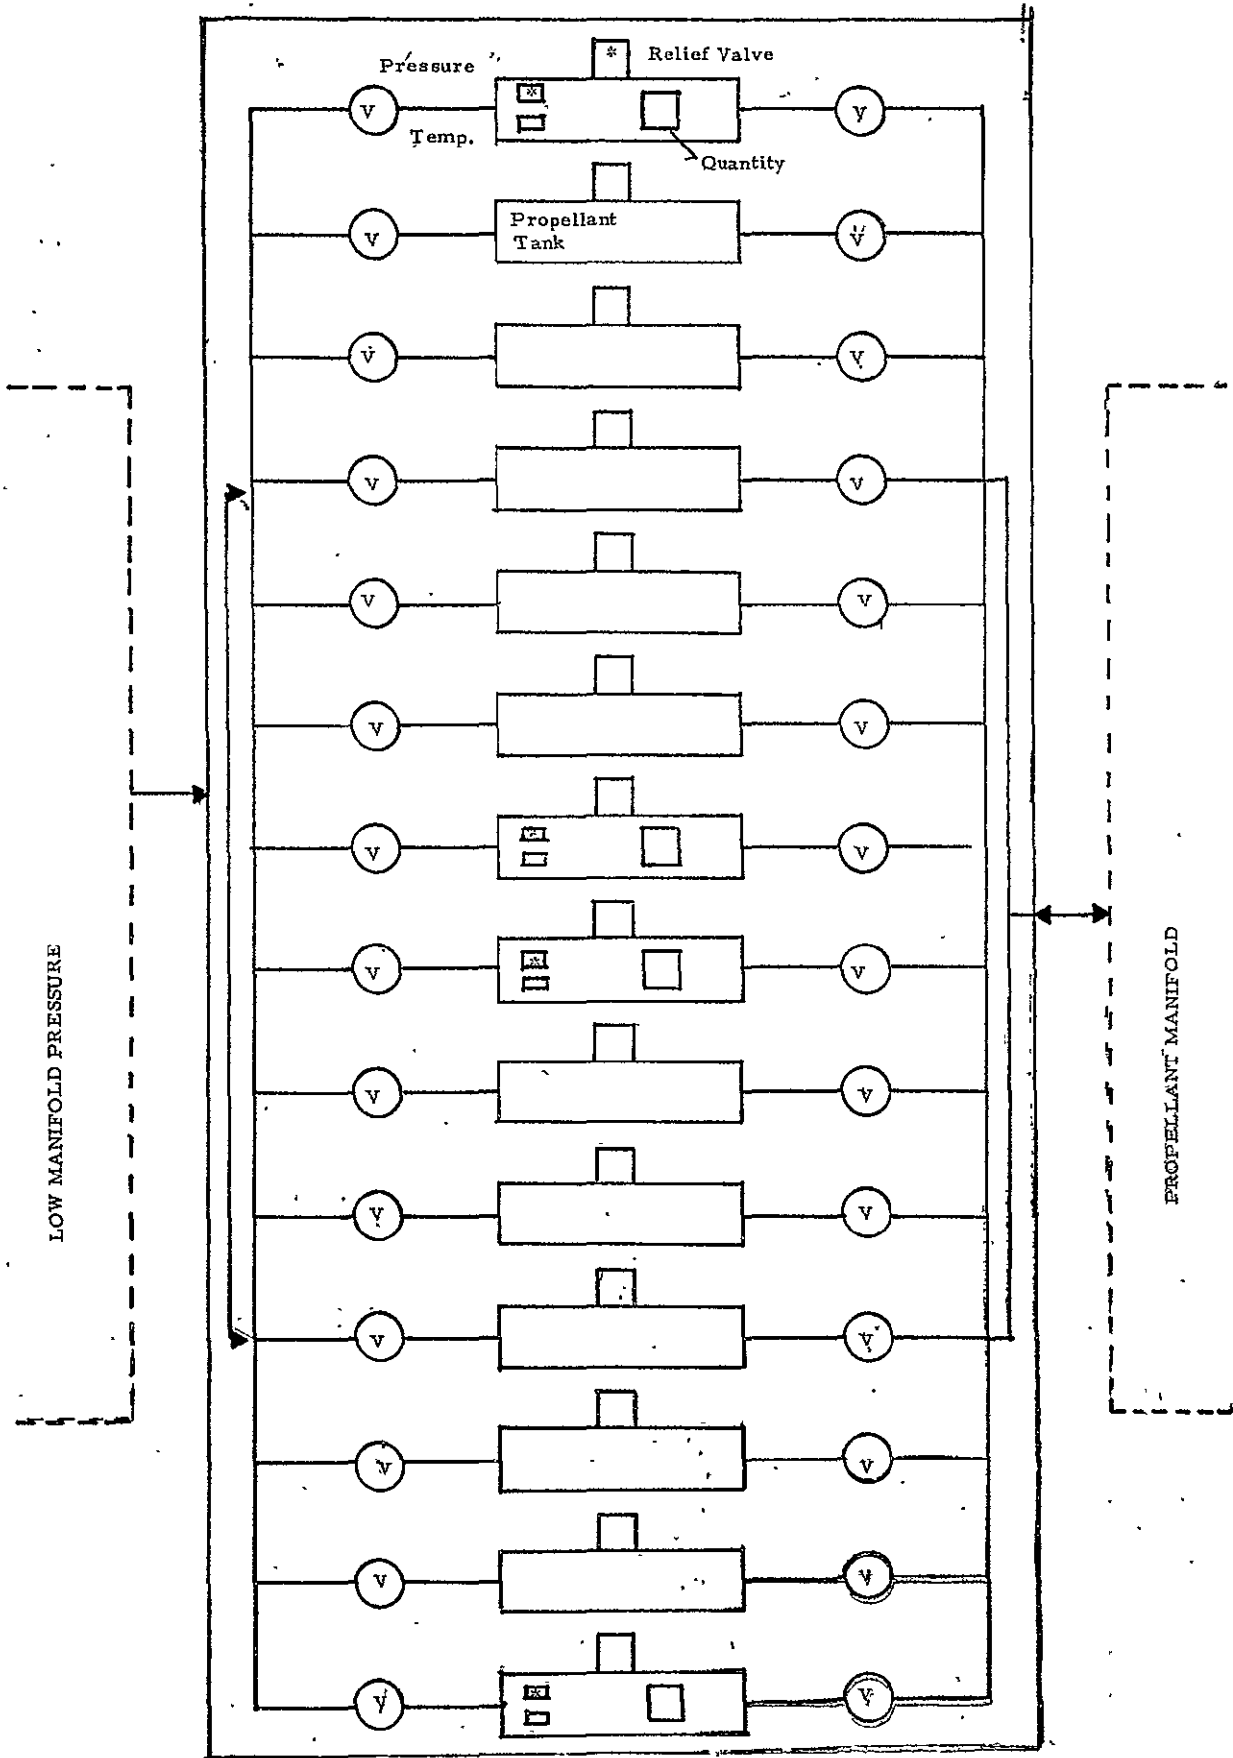 * Relief Valve
Pressure
*
v
v
Temp.
Quantity
Propellant
Tank
v
v
v
v
v
v
v
v
v
v
*
v
v
*
v
v
v
v
v
v
v
v
v
v
v
v
*
v
v
LOW MANIFOLD PRESSURE
PROPELLANT MANIFOLD